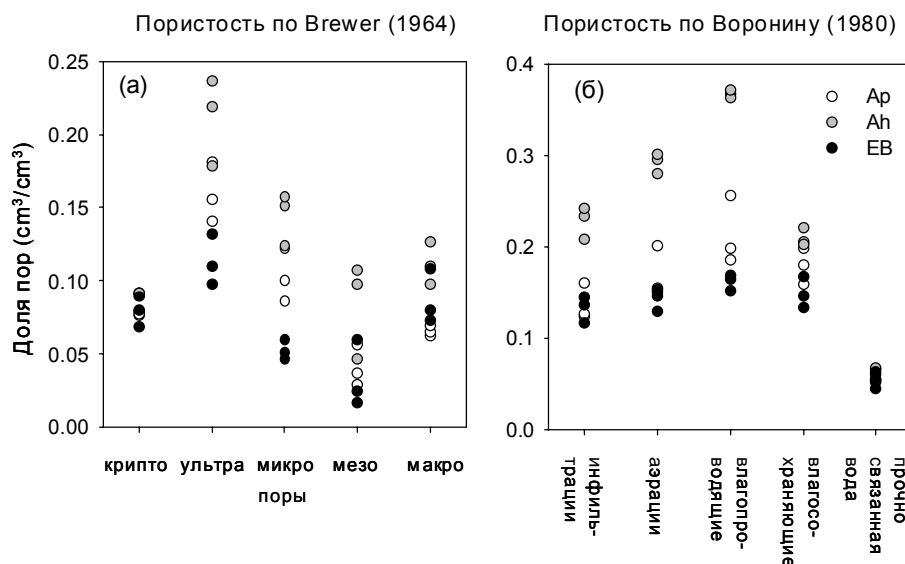 Пористость по Brewer (1964)
Пористость по Воронину (1980)
Доля пор (cm³/cm³)
(а)
0.25
0.20
0.15
0.10
0.05
0.00
крипто ультра микро мезо макро
поры
(б)
Ap
Ah
EB
0.4
0.3
0.2
0.1
0.0
инфиль-
трации
аэрации
влагопро-
водящие
влагосо-
храняющие
прочно
связанная
вода